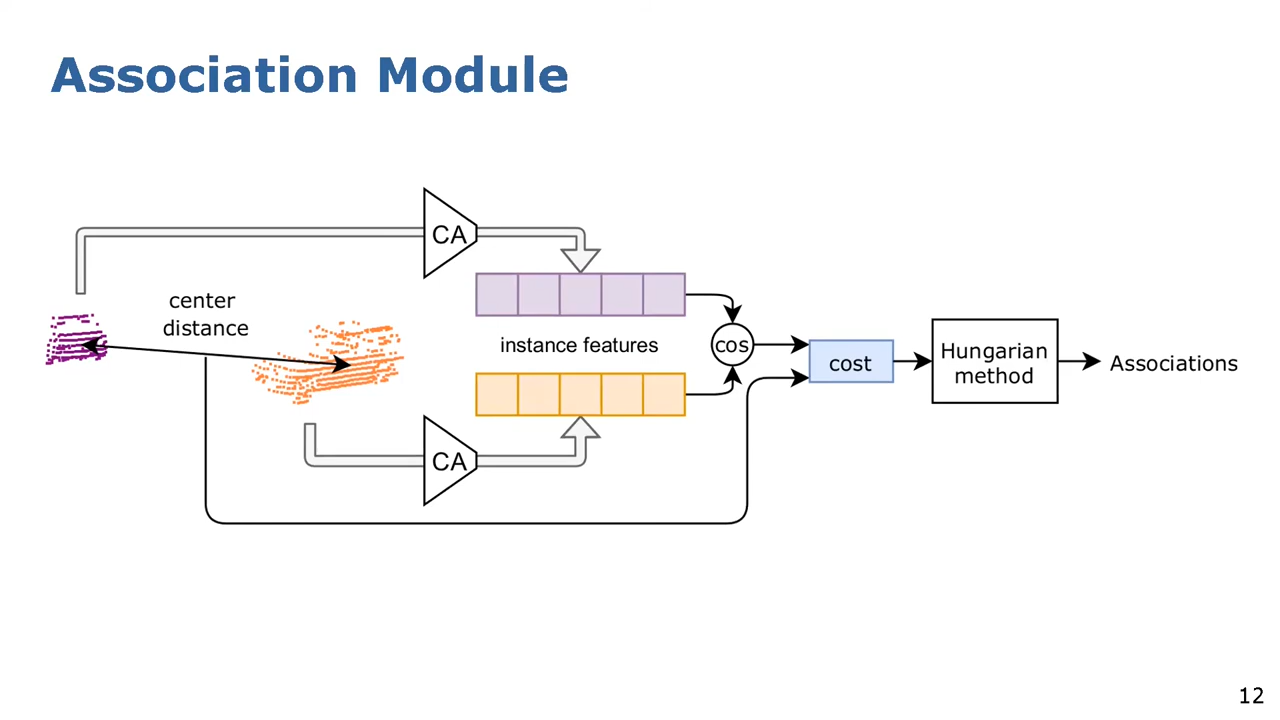 Association Module
CA
center
distance
instance features
cos
cost
Hungarian
method
Associations
CA
12